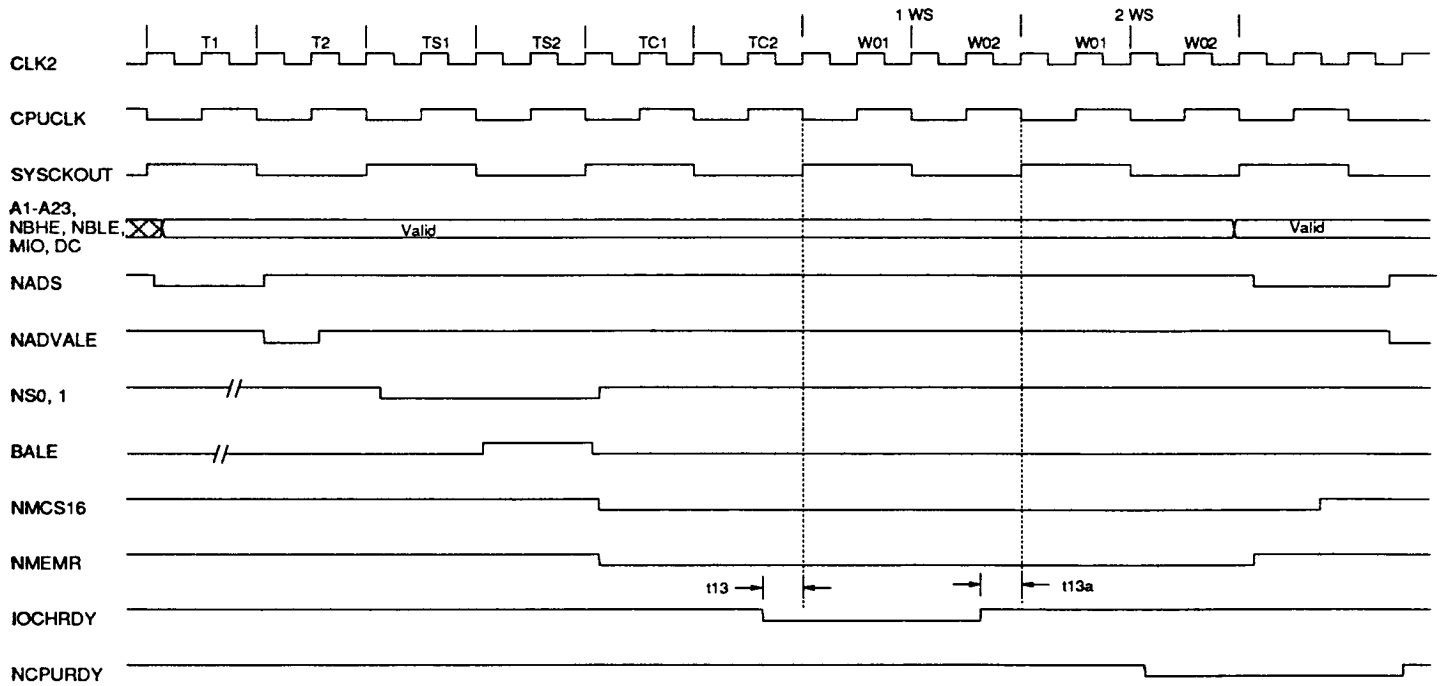 1 WS 2 WS
T1 T2 TS1 TS2 TC1 TC2 W01 W02 W01 W02
CLK2
CPUCLK
SYSCKOUT
A1-A23,
NBHE, NBLE,
MIO, DC
Valid Valid
NADS
NADVALE
NS0, 1
BALE
NMCS16
NMEMR
t13 t13a
IOCHRDY
NCPURDY